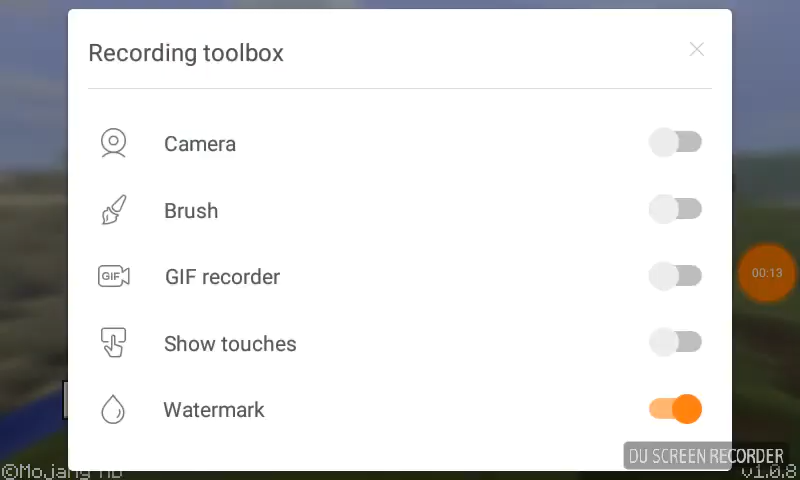 Recording toolbox
Camera
Brush
GIF
GIF recorder
00:13
Show touches
Watermark
DU SCREEN RECORDER
©Mojang AB
v1.0.8